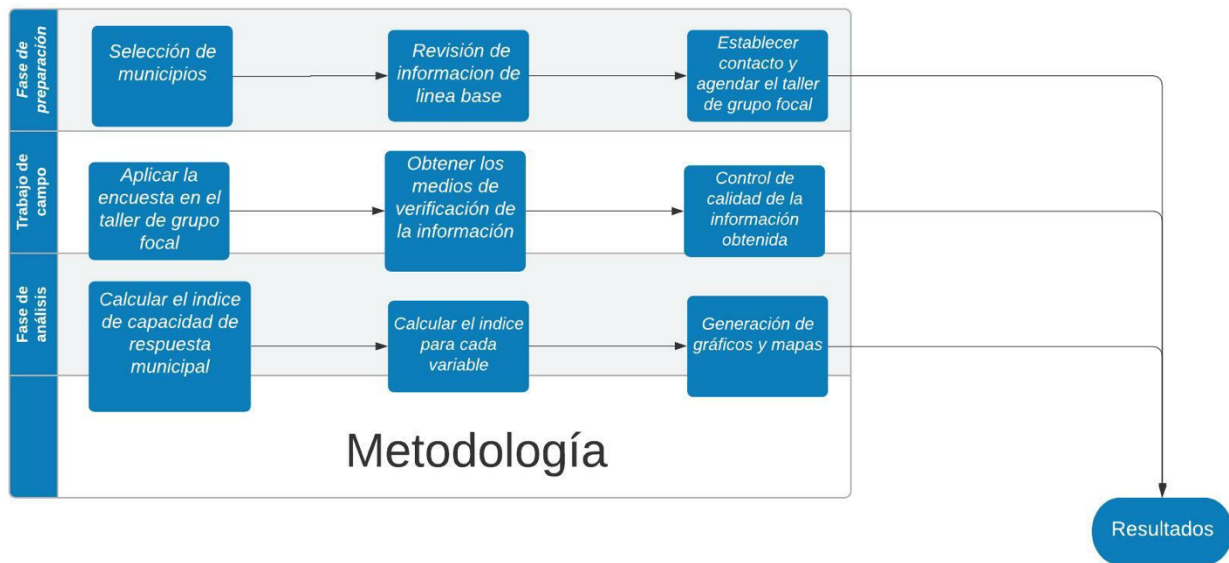 Fase de
preparación
Selección de
municipios
Revisión de
informacion de
linea base
Establecer
contacto y
agendar el taller
de grupo focal
Trabajo de
campo
Aplicar la
encuesta en el
taller de grupo
focal
Obtener los
medios de
verificación de
la información
Control de
calidad de la
información
obtenida
Fase de
análisis
Calcular el indice
de capacidad de
respuesta
municipal
Calcular el indice
para cada
variable
Generación de
gráficos y mapas
Metodología
Resultados